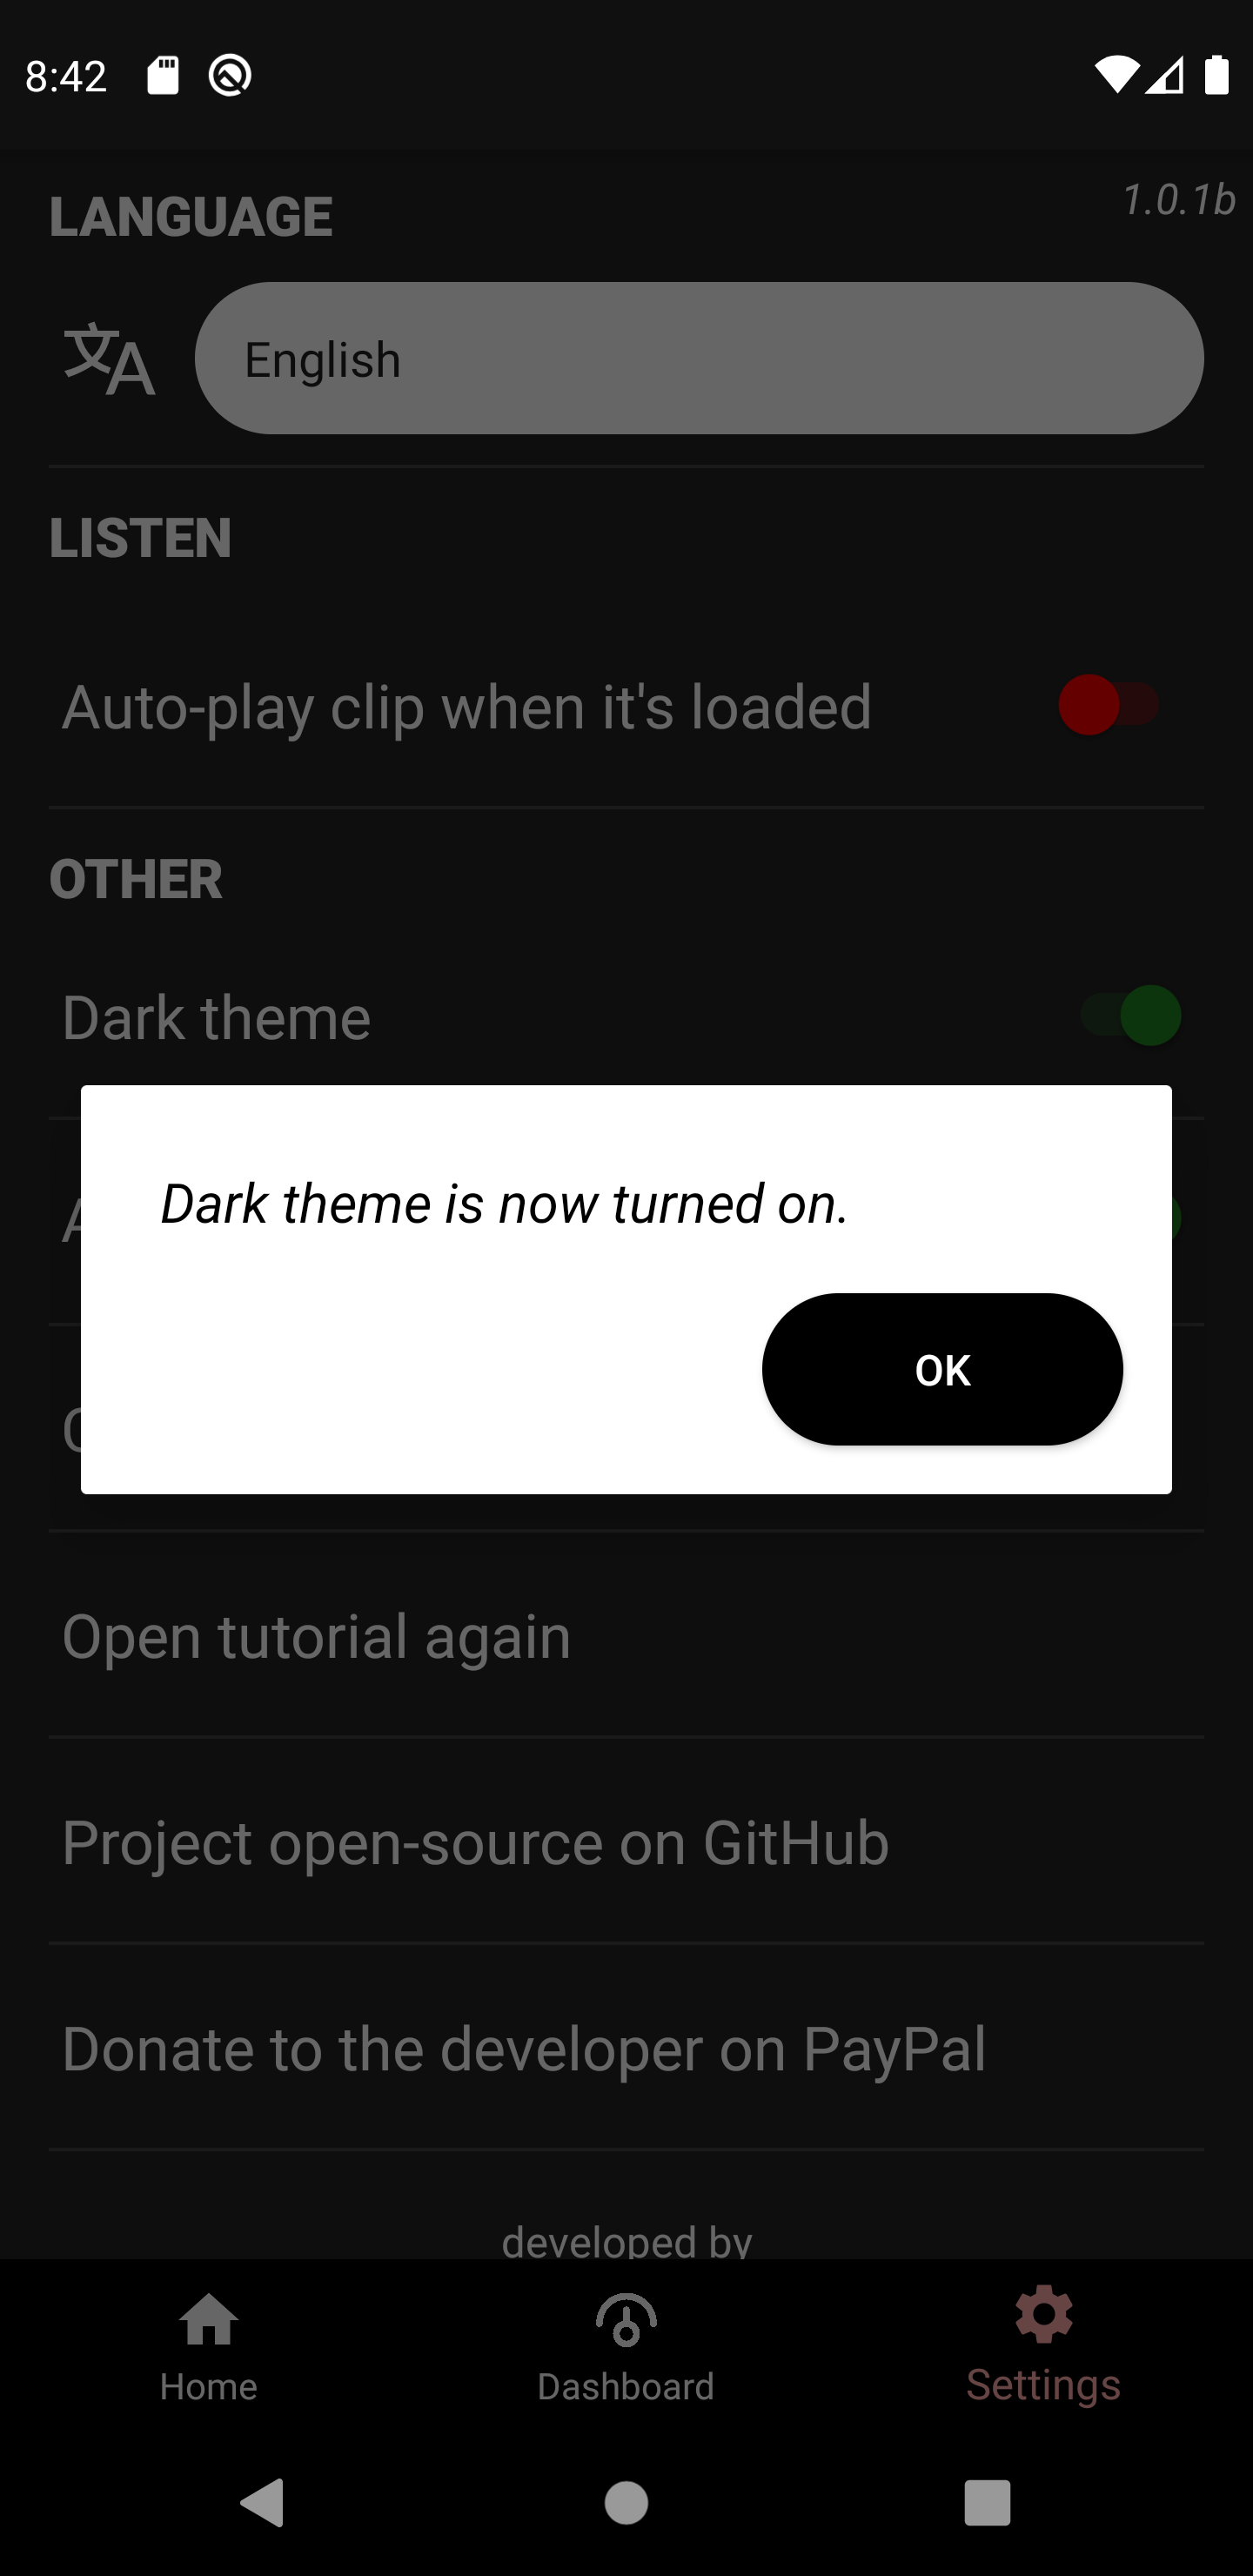 8:42
LANGUAGE
1.0.1b
English
LISTEN
Auto-play clip when it's loaded
OTHER
Dark theme
Dark theme is now turned on.
OK
Open tutorial again
Project open-source on GitHub
Donate to the developer on PayPal
developed by
Home
Dashboard
Settings